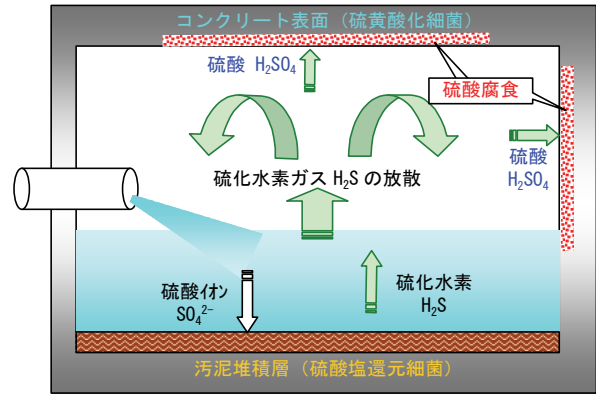 コンクリート表面（硫黄酸化細菌）
硫酸 H₂SO₄
硫酸腐食
硫酸
H₂SO₄
硫化水素ガス H₂S の放散
硫酸イオン
SO₄²⁻
硫化水素
H₂S
汚泥堆積層（硫酸塩還元細菌）